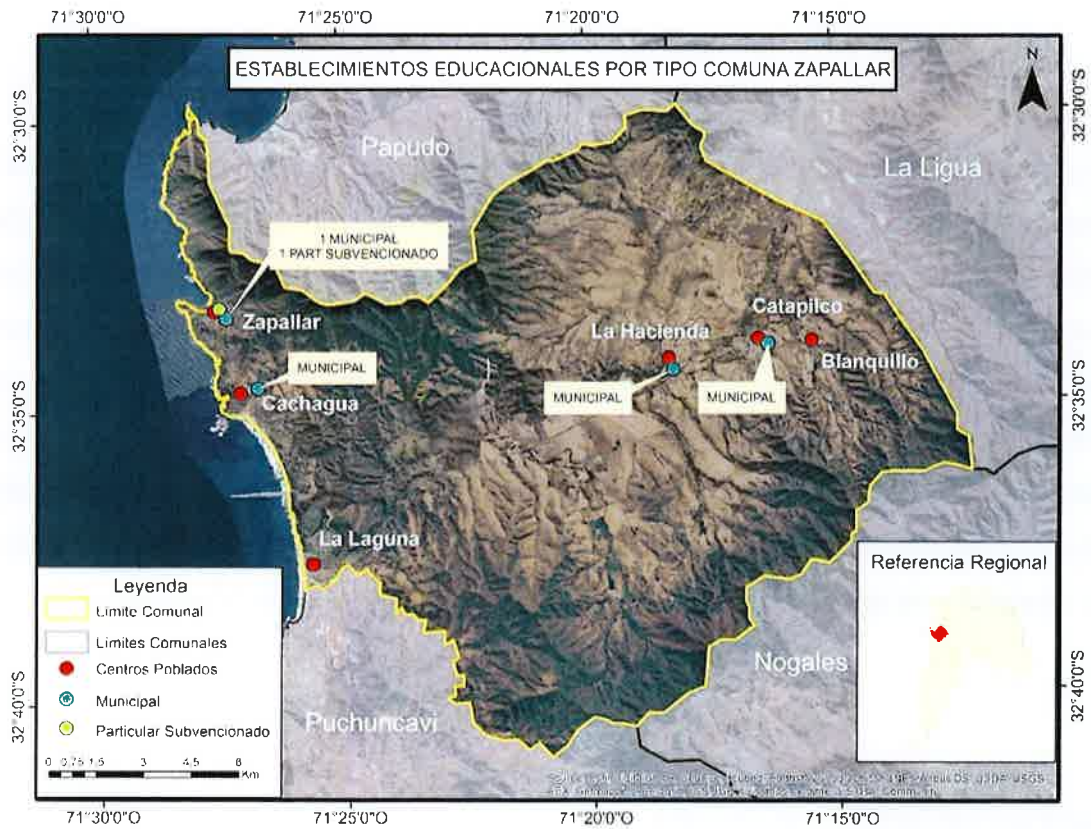 71°30'0"O 71°25'0"O 71°20'0"O 71°15'0"O
ESTABLECIMIENTOS EDUCACIONALES POR TIPO COMUNA ZAPALLAR
N
32°30'0"S
32°30'0"S
Papudo
La Ligua
1 MUNICIPAL
1 PART SUBVENCIONADO
Zapallar
Catapilco
La Hacienda
Blanquillo
MUNICIPAL
Cachagua
MUNICIPAL
MUNICIPAL
32°35'0"S
32°35'0"S
La Laguna
Leyenda
Límite Comunal
Límites Comunales
Centros Poblados
Municipal
Particular Subvencionado
0 0,75 1,5 3 4,5 6
Km
Referencia Regional
Nogales
Puchuncavi
32°40'0"S
32°40'0"S
71°30'0"O 71°25'0"O 71°20'0"O 71°15'0"O